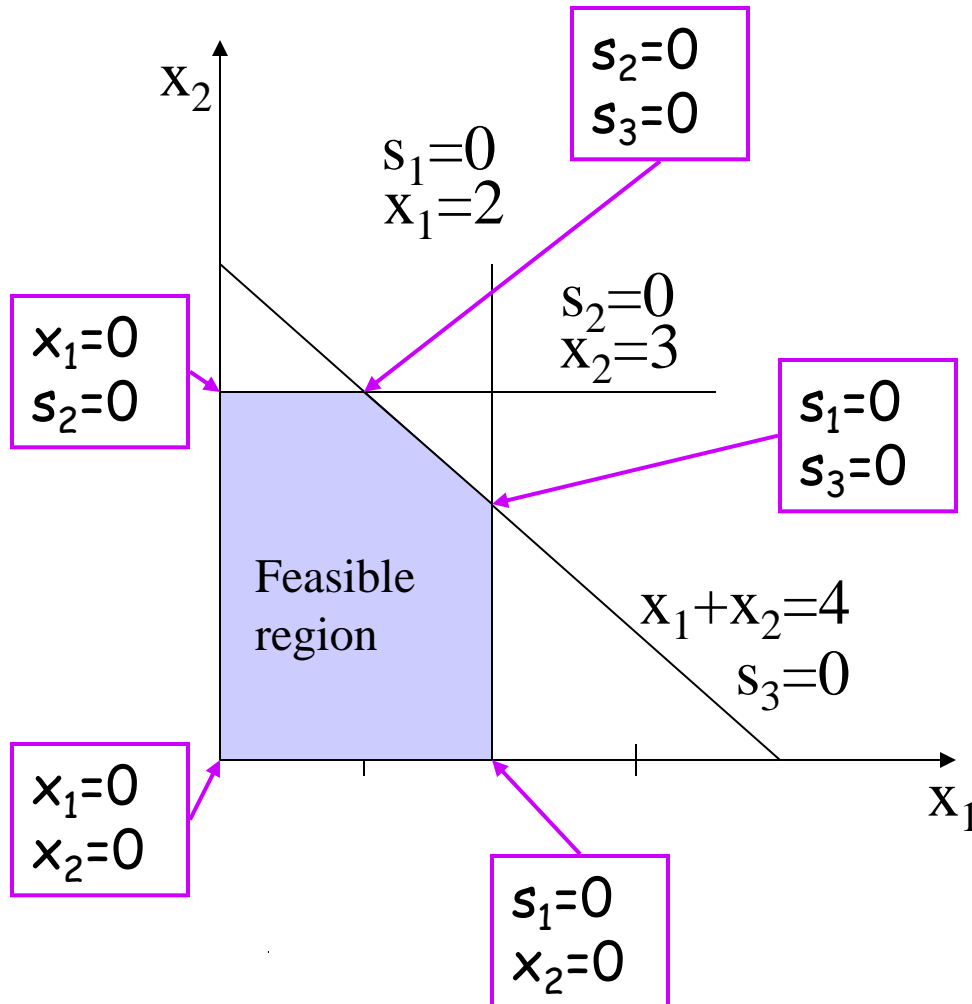 s₂=0
s₃=0
x₂
s₁=0
x₁=2
s₂=0
x₂=3
x₁=0
s₂=0
s₁=0
s₃=0
Feasible
region
x₁+x₂=4
s₃=0
x₁=0
x₂=0
x₁
s₁=0
x₂=0